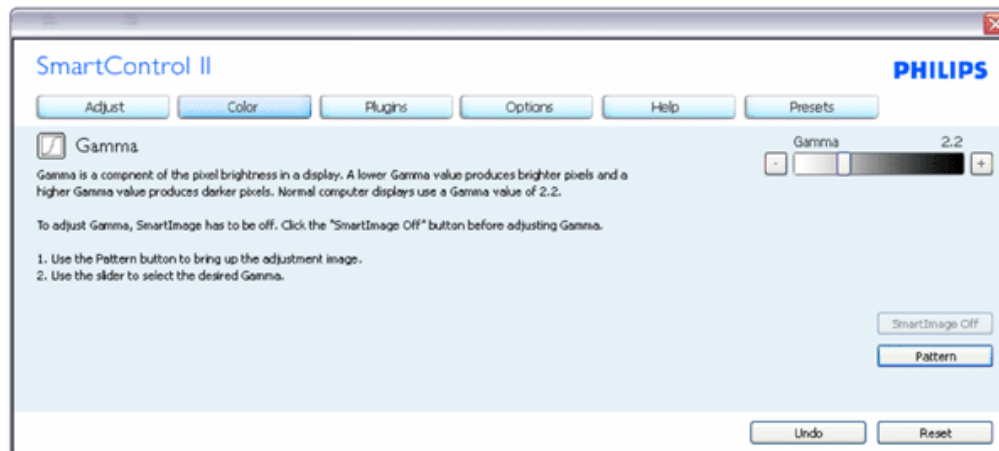 SmartControl II
PHILIPS
Adjust Color Plugins Options Help Presets
Gamma
Gamma 2.2
- +
Gamma is a compnent of the pixel brightness in a display. A lower Gamma value produces brighter pixels and a
higher Gamma value produces darker pixels. Normal computer displays use a Gamma value of 2.2.
To adjust Gamma, SmartImage has to be off. Click the "SmartImage Off" button before adjusting Gamma.
1. Use the Pattern button to bring up the adjustment image.
2. Use the slider to select the desired Gamma.
SmartImage Off
Pattern
Undo Reset